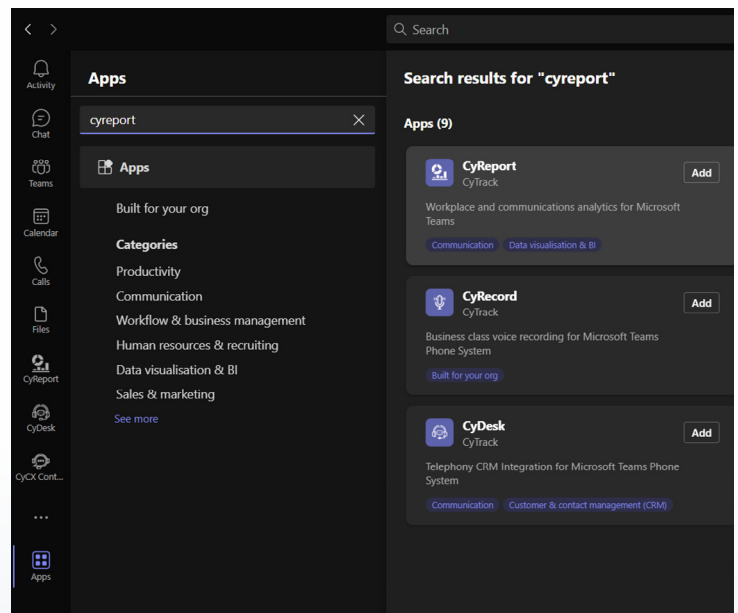 Search
Activity
Chat
Teams
Calendar
Calls
Files
CyReport
CyDesk
CyCX Cont...
...
Apps
Apps
cyreport
Apps
Built for your org
Categories
Productivity
Communication
Workflow & business management
Human resources & recruiting
Data visualisation & BI
Sales & marketing
See more
Search results for "cyreport"
Apps (9)
CyReport
CyTrack
Add
Workplace and communications analytics for Microsoft
Teams
Communication Data visualisation & BI
CyRecord
CyTrack
Add
Business class voice recording for Microsoft Teams
Phone System
Built for your org
CyDesk
CyTrack
Add
Telephony CRM Integration for Microsoft Teams Phone
System
Communication Customer & contact management (CRM)